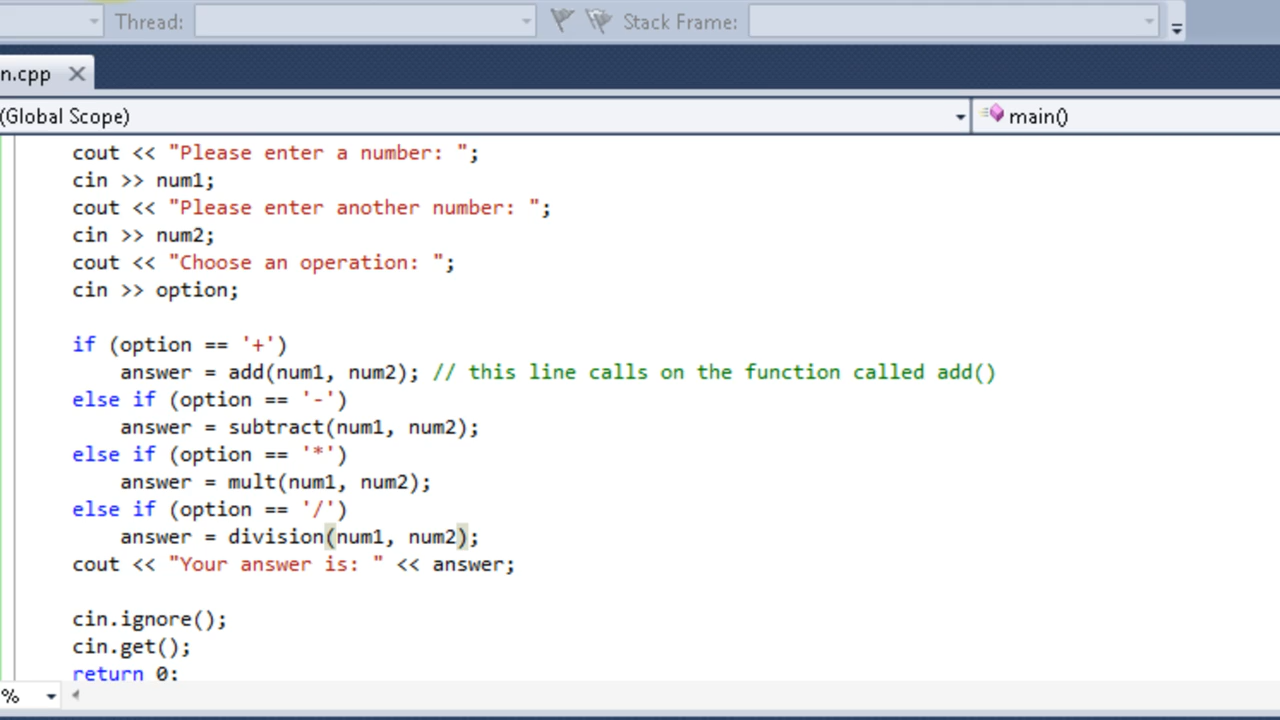 Thread: Stack Frame:
n.cpp
(Global Scope) main()
cout << "Please enter a number: ";
cin >> num1;
cout << "Please enter another number: ";
cin >> num2;
cout << "Choose an operation: ";
cin >> option;
if (option == '+')
answer = add(num1, num2); // this line calls on the function called add()
else if (option == '-')
answer = subtract(num1, num2);
else if (option == '*')
answer = mult(num1, num2);
else if (option == '/')
answer = division(num1, num2);
cout << "Your answer is: " << answer;
cin.ignore();
cin.get();
return 0;
%